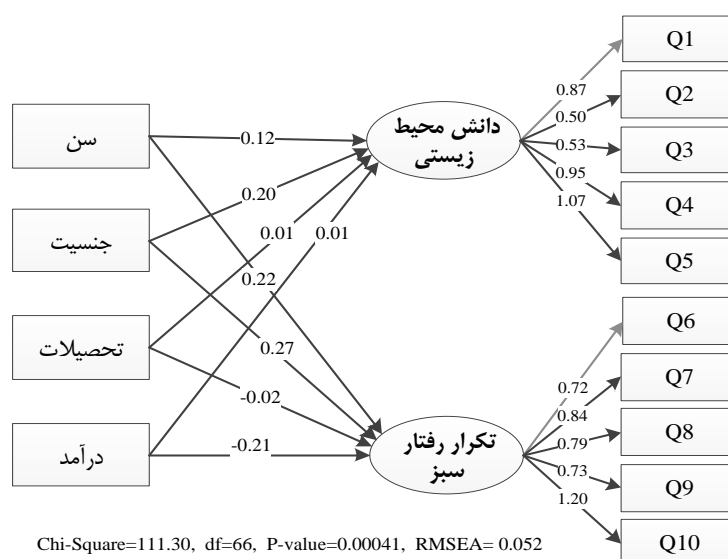 سن
جنسیت
تحصیلات
درآمد
دانش محیط
زیستی
تکرار رفتار
سبز
0.12
0.20
0.01
0.01
0.22
0.27
-0.02
-0.21
0.87
0.50
0.53
0.95
1.07
0.72
0.84
0.79
0.73
1.20
Q1
Q2
Q3
Q4
Q5
Q6
Q7
Q8
Q9
Q10
Chi-Square=111.30, df=66, P-value=0.00041, RMSEA= 0.052